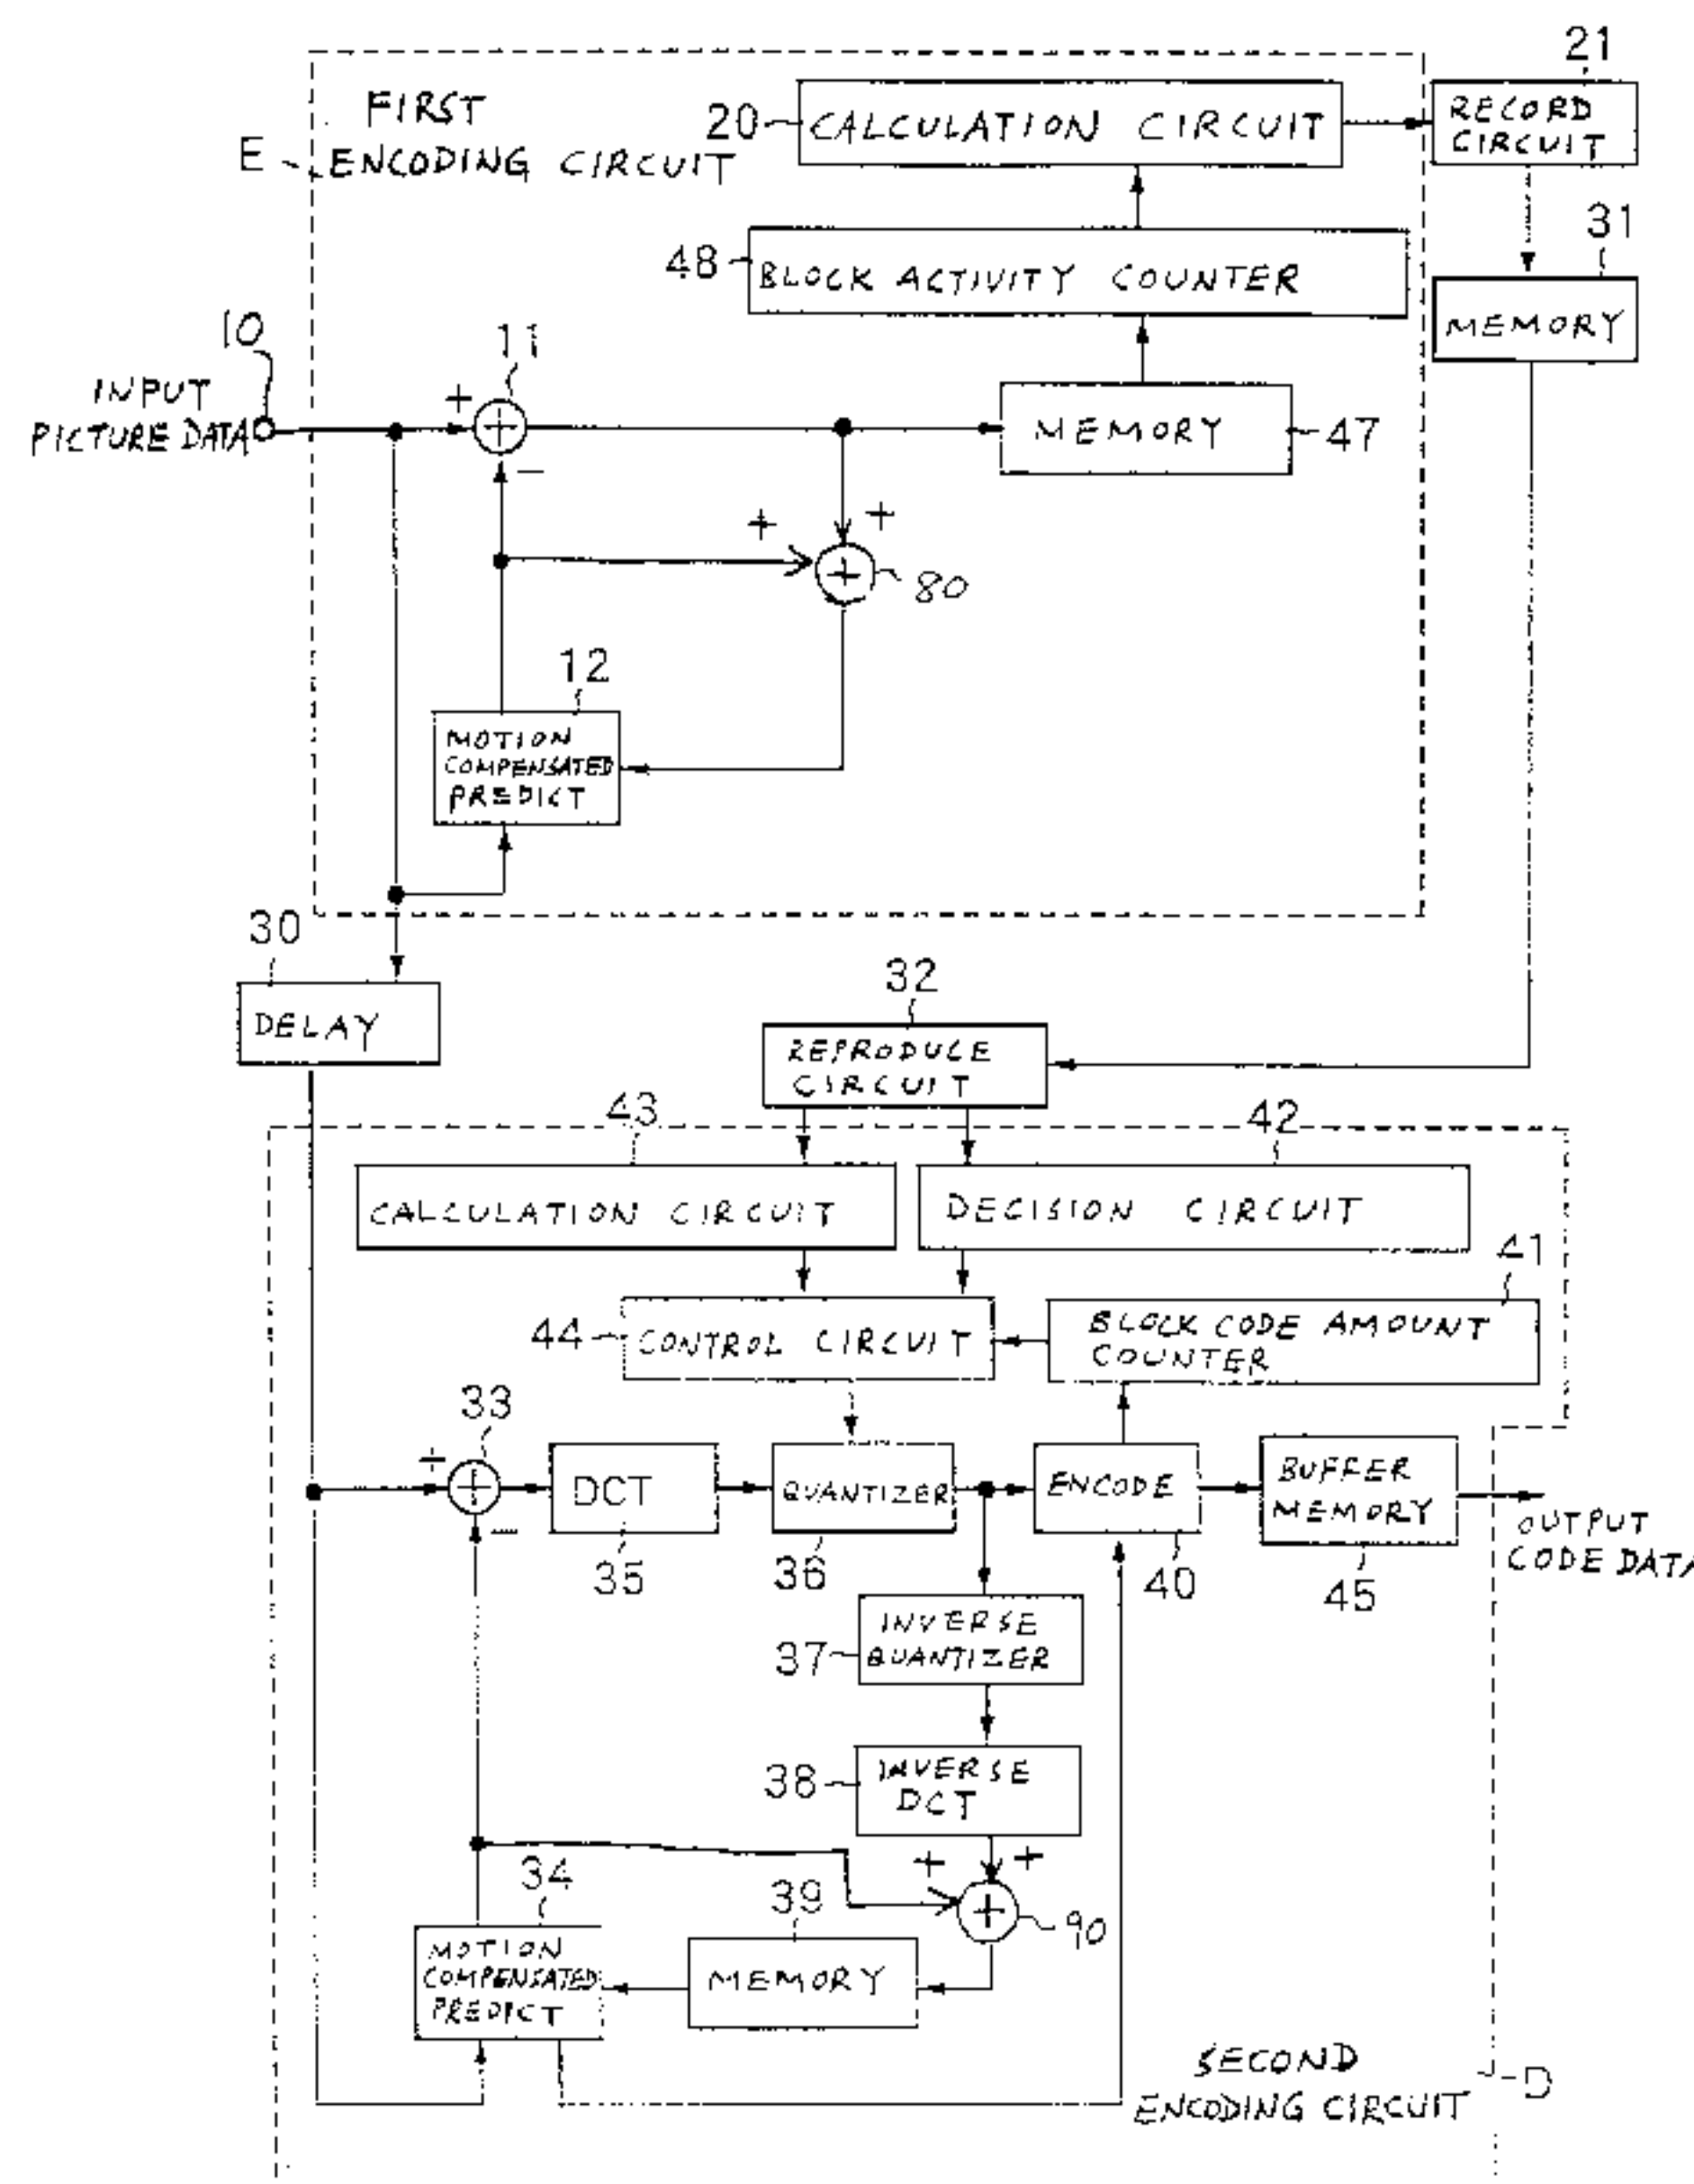 21
FIRST
E ENCODING CIRCUIT
20 CALCULATION CIRCUIT
RECORD
CIRCUIT
31
48 BLOCK ACTIVITY COUNTER
MEMORY
10
11
INPUT
PICTURE DATA
+
MEMORY
47
−
+
+
+
80
12
MOTION
COMPENSATED
PREDICT
30
DELAY
32
REPRODUCE
CIRCUIT
43
42
CALCULATION CIRCUIT
DECISION CIRCUIT
41
44 CONTROL CIRCUIT
BLOCK CODE AMOUNT
COUNTER
33
+
+
−
DCT
QUANTIZER
ENCODE
BUFFER
MEMORY
OUTPUT
CODE DATA
35
36
40
45
INVERSE
37 QUANTIZER
38 INVERSE
DCT
+
+
+
90
34
39
MOTION
COMPENSATED
PREDICT
MEMORY
SECOND
ENCODING CIRCUIT
D